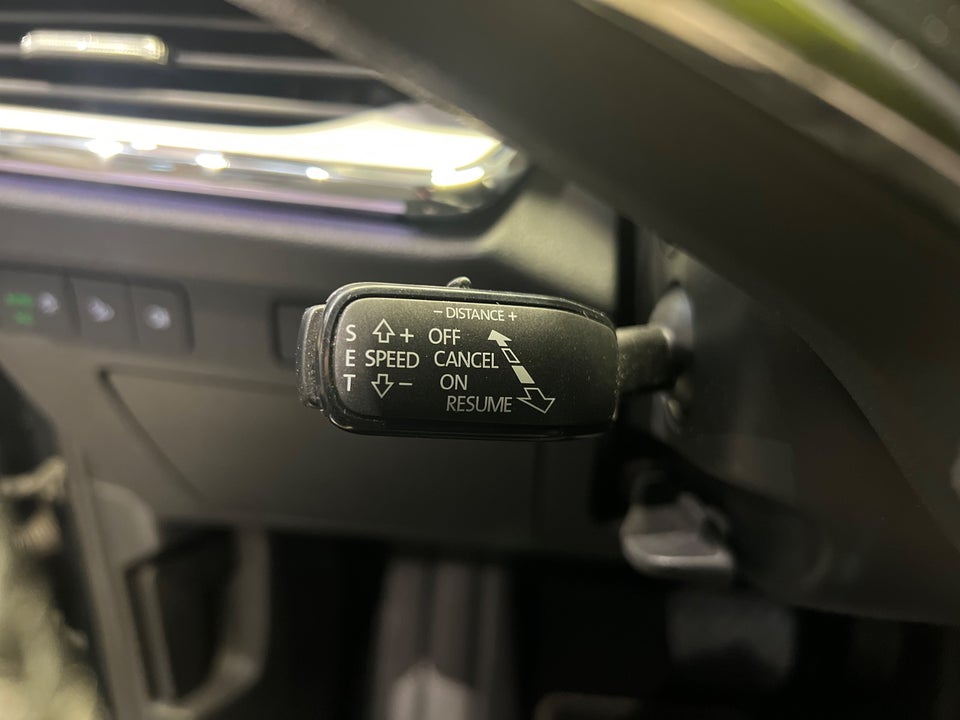 - DISTANCE +
S + OFF
E SPEED CANCEL
T - ON
RESUME